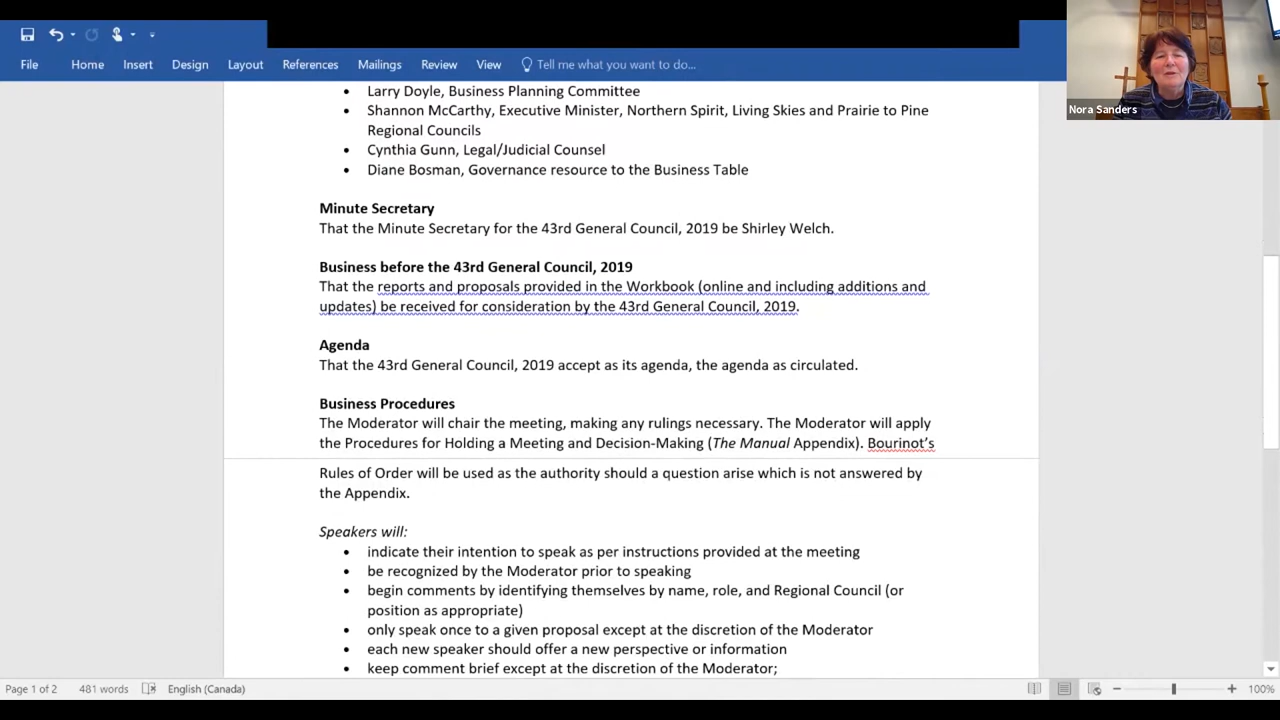 File Home Insert Design Layout References Mailings Review View Tell me what you want to do...
Nora Sanders
• Larry Doyle, Business Planning Committee
• Shannon McCarthy, Executive Minister, Northern Spirit, Living Skies and Prairie to Pine
Regional Councils
• Cynthia Gunn, Legal/Judicial Counsel
• Diane Bosman, Governance resource to the Business Table
Minute Secretary
That the Minute Secretary for the 43rd General Council, 2019 be Shirley Welch.
Business before the 43rd General Council, 2019
That the reports and proposals provided in the Workbook (online and including additions and
updates) be received for consideration by the 43rd General Council, 2019.
Agenda
That the 43rd General Council, 2019 accept as its agenda, the agenda as circulated.
Business Procedures
The Moderator will chair the meeting, making any rulings necessary. The Moderator will apply
the Procedures for Holding a Meeting and Decision-Making (The Manual Appendix). Bourinot's
Rules of Order will be used as the authority should a question arise which is not answered by
the Appendix.
Speakers will:
• indicate their intention to speak as per instructions provided at the meeting
• be recognized by the Moderator prior to speaking
• begin comments by identifying themselves by name, role, and Regional Council (or
position as appropriate)
• only speak once to a given proposal except at the discretion of the Moderator
• each new speaker should offer a new perspective or information
• keep comment brief except at the discretion of the Moderator;
Page 1 of 2 481 words English (Canada) 100%